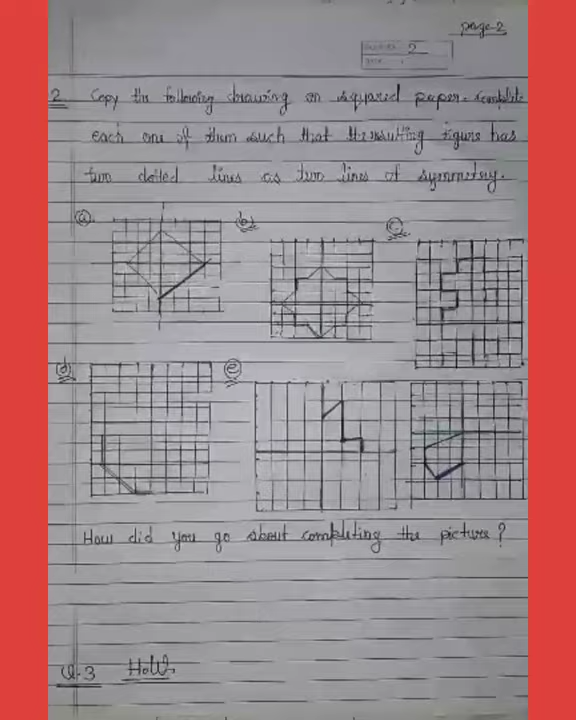 page-2
2
2 Copy the following drawing on squared paper. Complete
each one of them such that the resulting figure has
two dotted lines as two lines of symmetry.
(a) (b) (c)
(d) (e)
How did you go about completing the picture?
Q.3 How